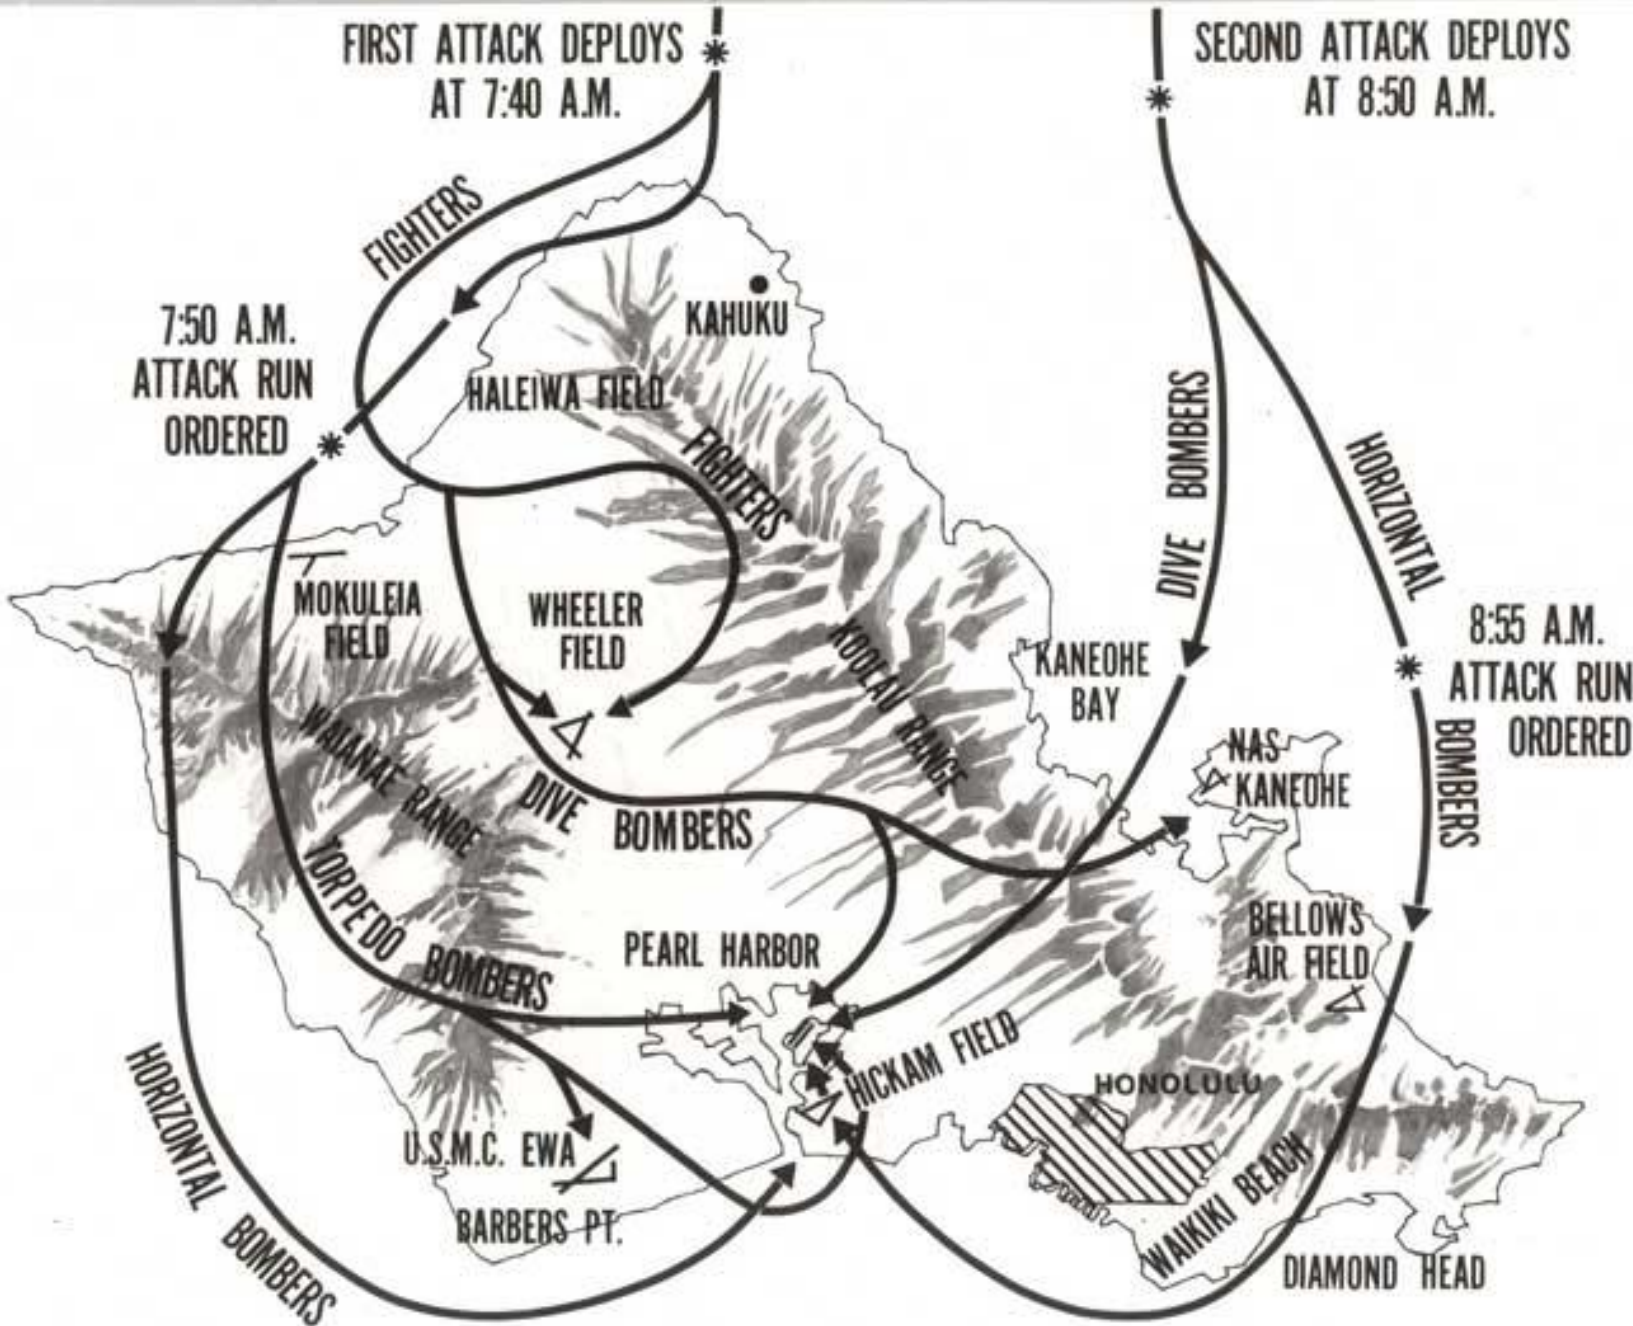 FIRST ATTACK DEPLOYS
AT 7:40 A.M.
SECOND ATTACK DEPLOYS
AT 8:50 A.M.
FIGHTERS
7:50 A.M.
ATTACK RUN
ORDERED
KAHUKU
HALEIWA FIELD
FIGHTERS
DIVE BOMBERS
HORIZONTAL
MOKULEIA
FIELD
WHEELER
FIELD
KOOLAU RANGE
KANEOHE
BAY
8:55 A.M.
ATTACK RUN
ORDERED
BOMBERS
NAS
KANEOHE
WAIANAE RANGE
DIVE BOMBERS
TORPEDO BOMBERS
PEARL HARBOR
BELLOWS
AIR FIELD
HICKAM FIELD
HONOLULU
HORIZONTAL BOMBERS
U.S.M.C. EWA
BARBERS PT.
WAIKIKI BEACH
DIAMOND HEAD